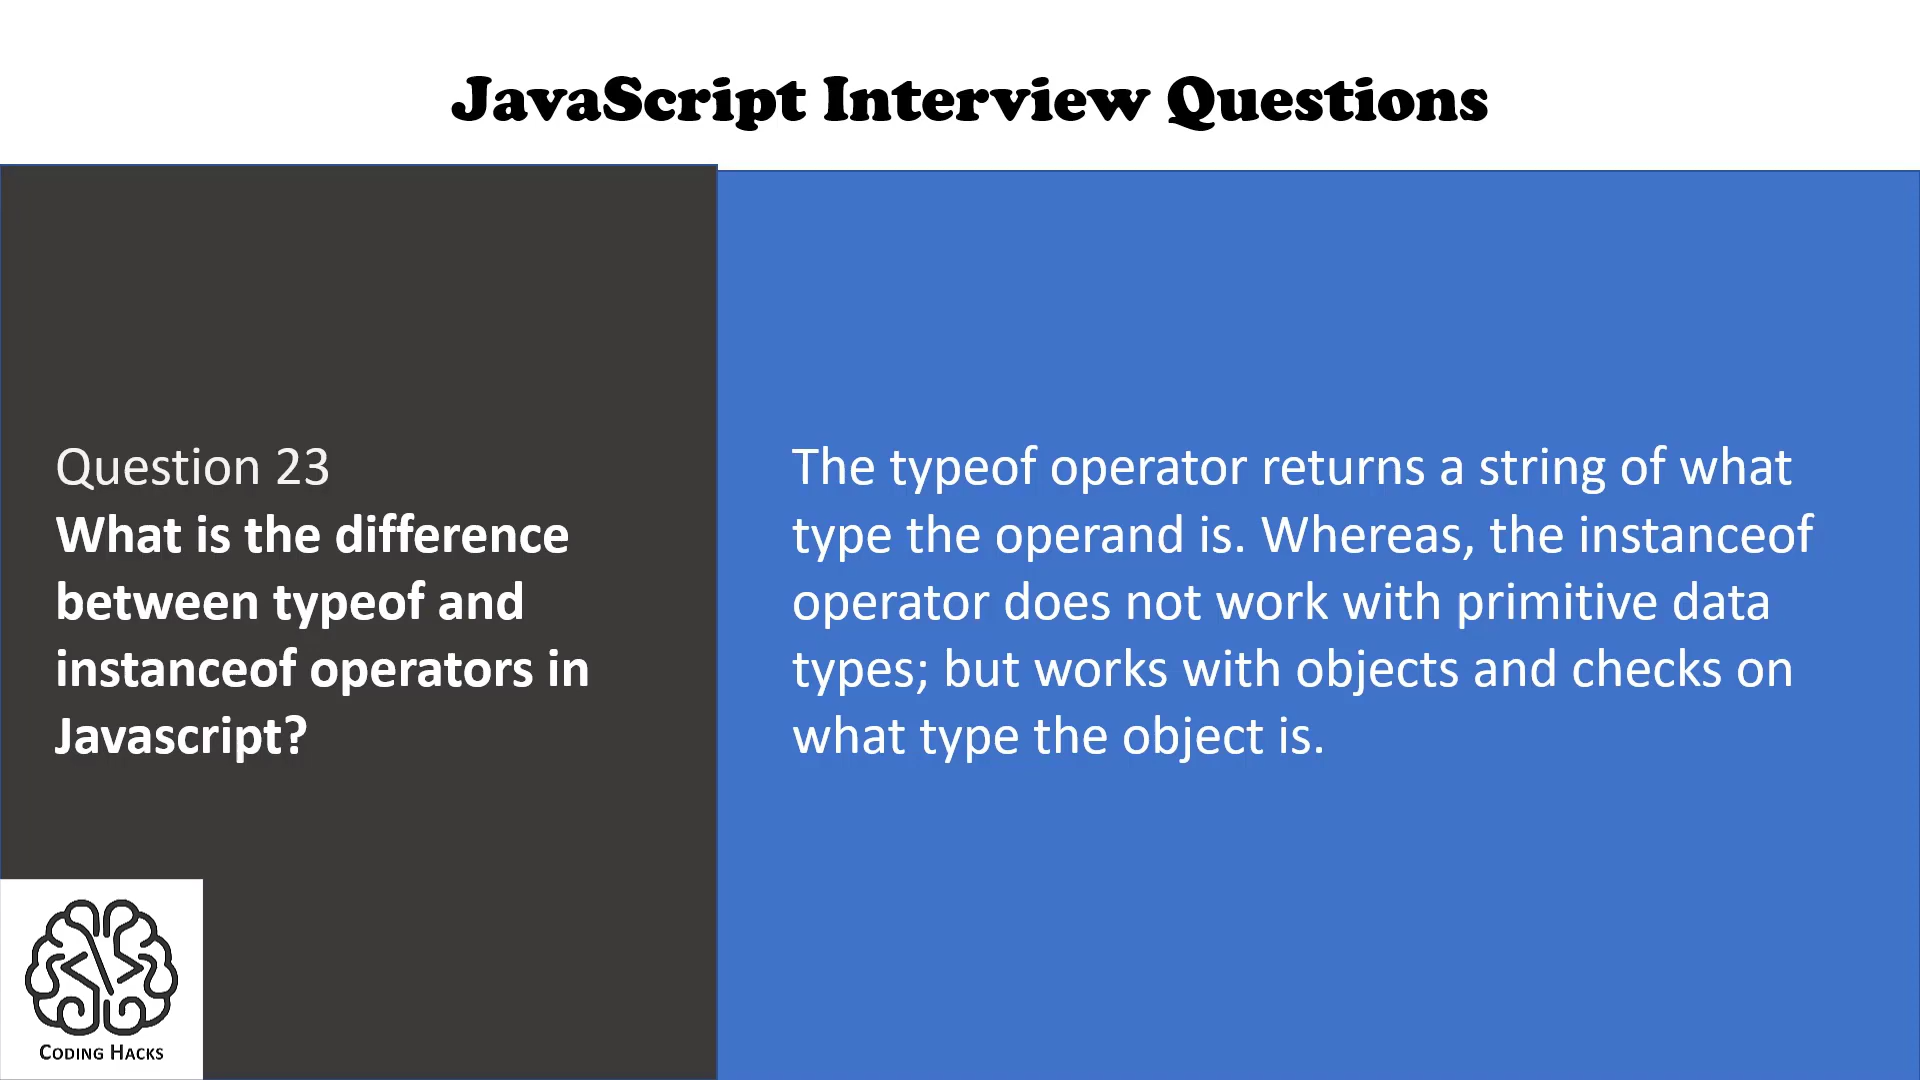 JavaScript Interview Questions
Question 23
What is the difference
between typeof and
instanceof operators in
Javascript?
The typeof operator returns a string of what
type the operand is. Whereas, the instanceof
operator does not work with primitive data
types; but works with objects and checks on
what type the object is.
CODING HACKS